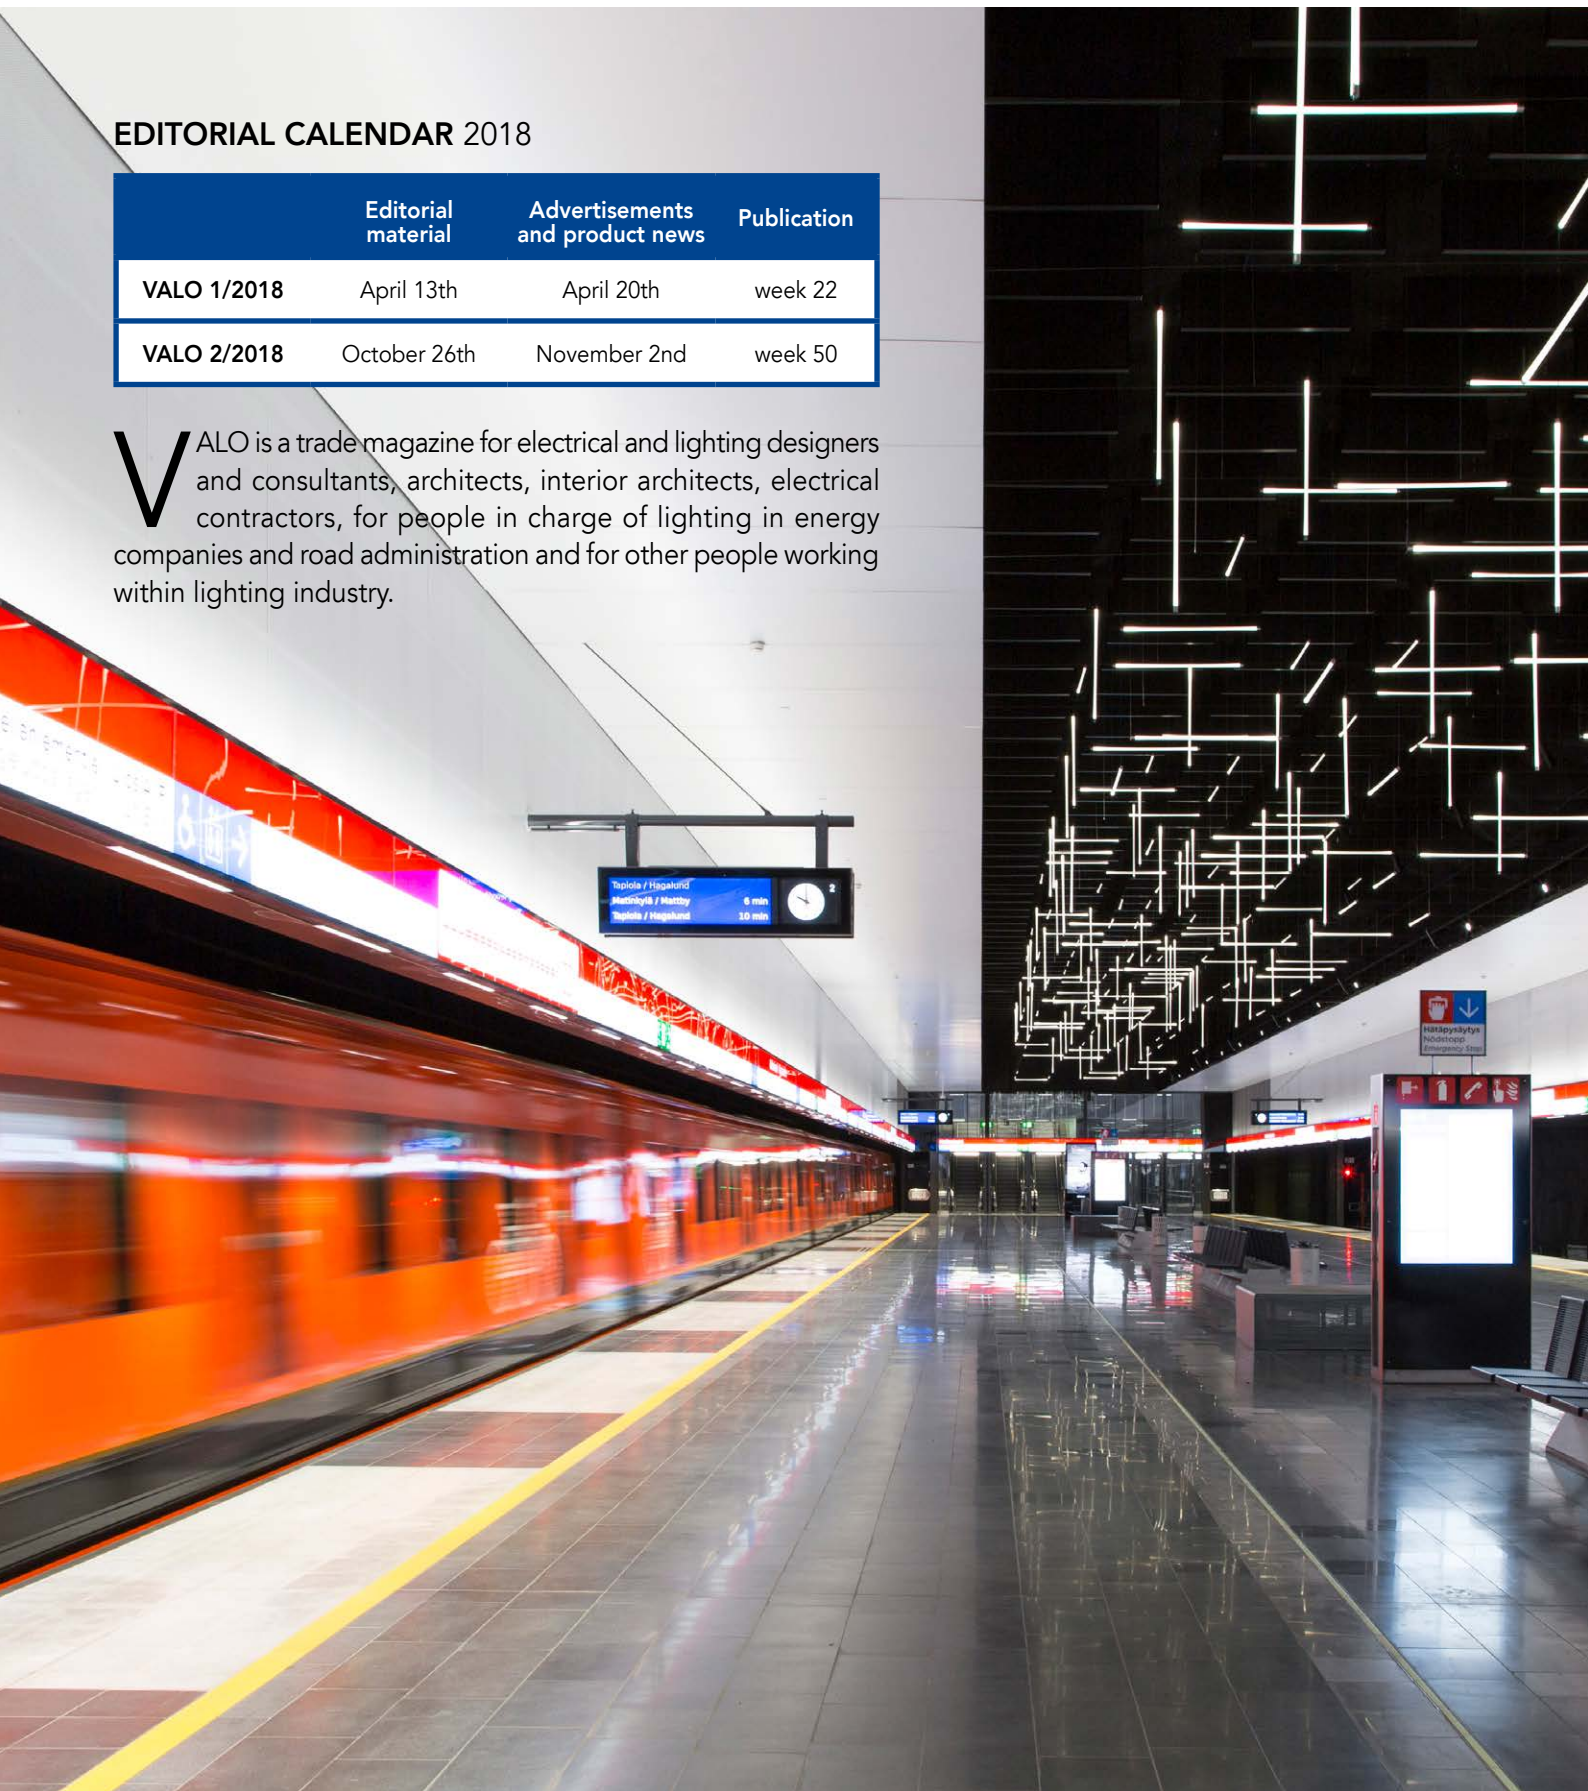 EDITORIAL CALENDAR 2018
Editorial material
Advertisements and product news
Publication
VALO 1/2018 April 13th April 20th week 22
VALO 2/2018 October 26th November 2nd week 50
VALO is a trade magazine for electrical and lighting designers
and consultants, architects, interior architects, electrical
contractors, for people in charge of lighting in energy
companies and road administration and for other people working
within lighting industry.
Tapiola / Hagalund
Matinkylä / Mattby 6 min
Tapiola / Hagalund 10 min
2
Hätäpysäytys
Nödstopp
Emergency Stop